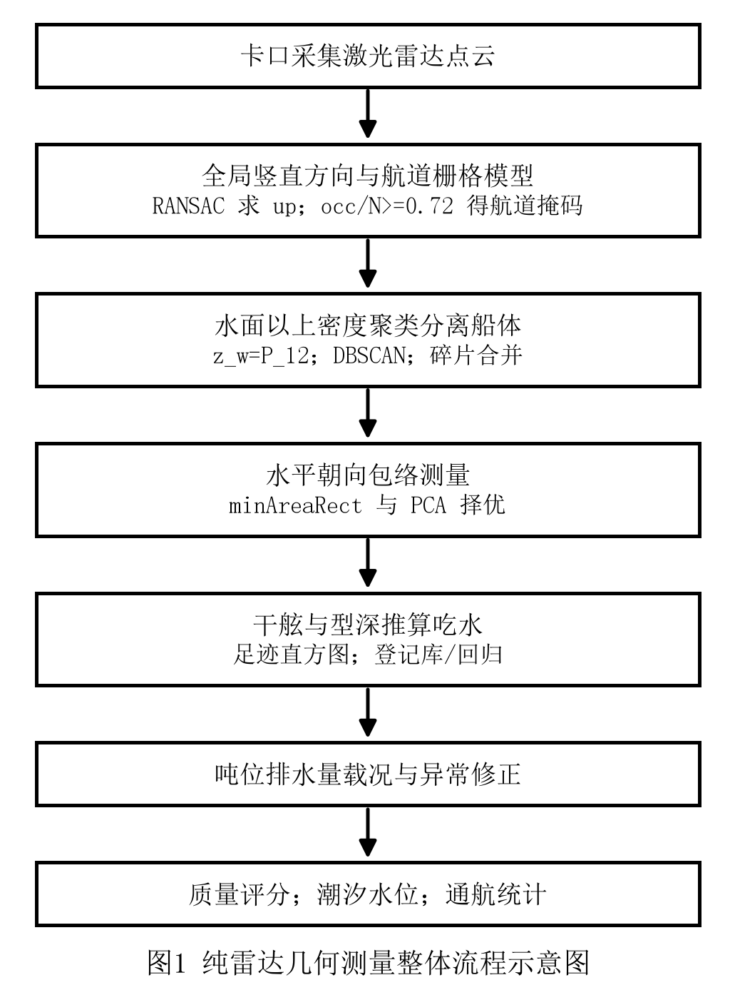 卡口采集激光雷达点云
全局竖直方向与航道栅格模型
RANSAC 求 up；occ/N>=0.72 得航道掩码
水面以上密度聚类分离船体
z_w=P_12；DBSCAN；碎片合并
水平朝向包络测量
minAreaRect 与 PCA 择优
干舷与型深推算吃水
足迹直方图；登记库/回归
吨位排水量载况与异常修正
质量评分；潮汐水位；通航统计
图1 纯雷达几何测量整体流程示意图